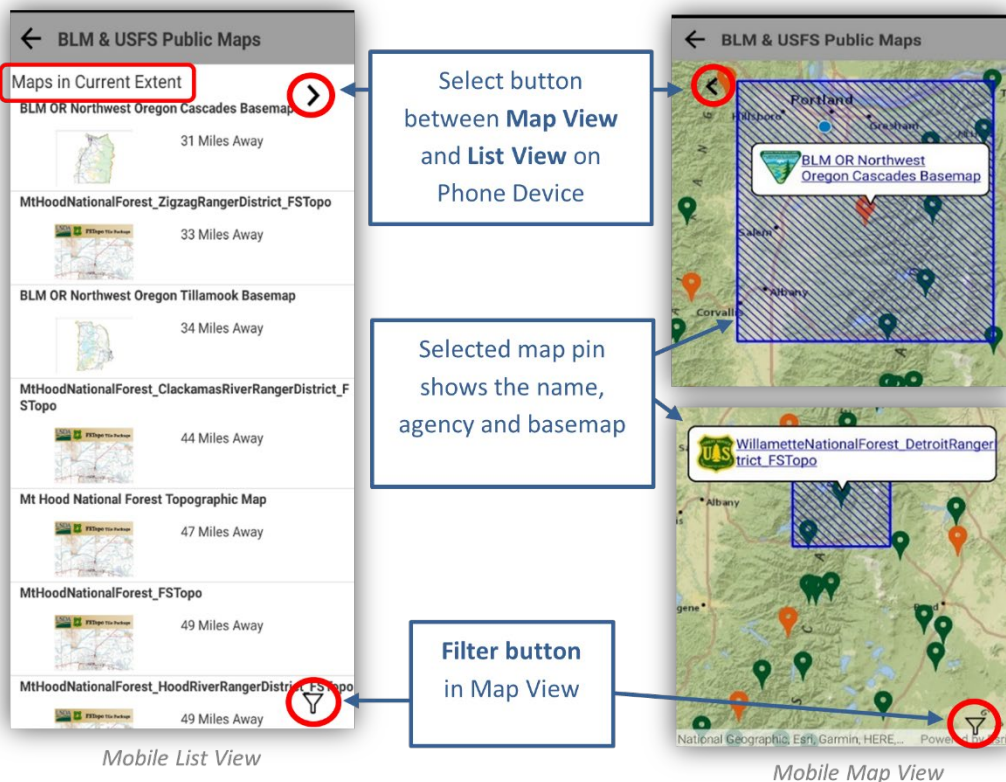 BLM & USFS Public Maps
Maps in Current Extent
BLM OR Northwest Oregon Cascades Basemap
31 Miles Away
MtHoodNationalForest_ZigzagRangerDistrict_FSTopo
33 Miles Away
BLM OR Northwest Oregon Tillamook Basemap
34 Miles Away
MtHoodNationalForest_ClackamasRiverRangerDistrict_F
STopo
44 Miles Away
Mt Hood National Forest Topographic Map
47 Miles Away
MtHoodNationalForest_FSTopo
49 Miles Away
MtHoodNationalForest_HoodRiverRangerDistrict_FSTopo
49 Miles Away
Mobile List View
Select button
between Map View
and List View on
Phone Device
Selected map pin
shows the name,
agency and basemap
Filter button
in Map View
BLM & USFS Public Maps
Portland
Hillsboro
Gresham
BLM OR Northwest
Oregon Cascades Basemap
Salem
Albany
Corvallis
WillametteNationalForest_DetroitRanger
trict_FSTopo
UAS
Albany
gene
National Geographic, Esri, Garmin, HERE,...
Powered by Esri
Mobile Map View